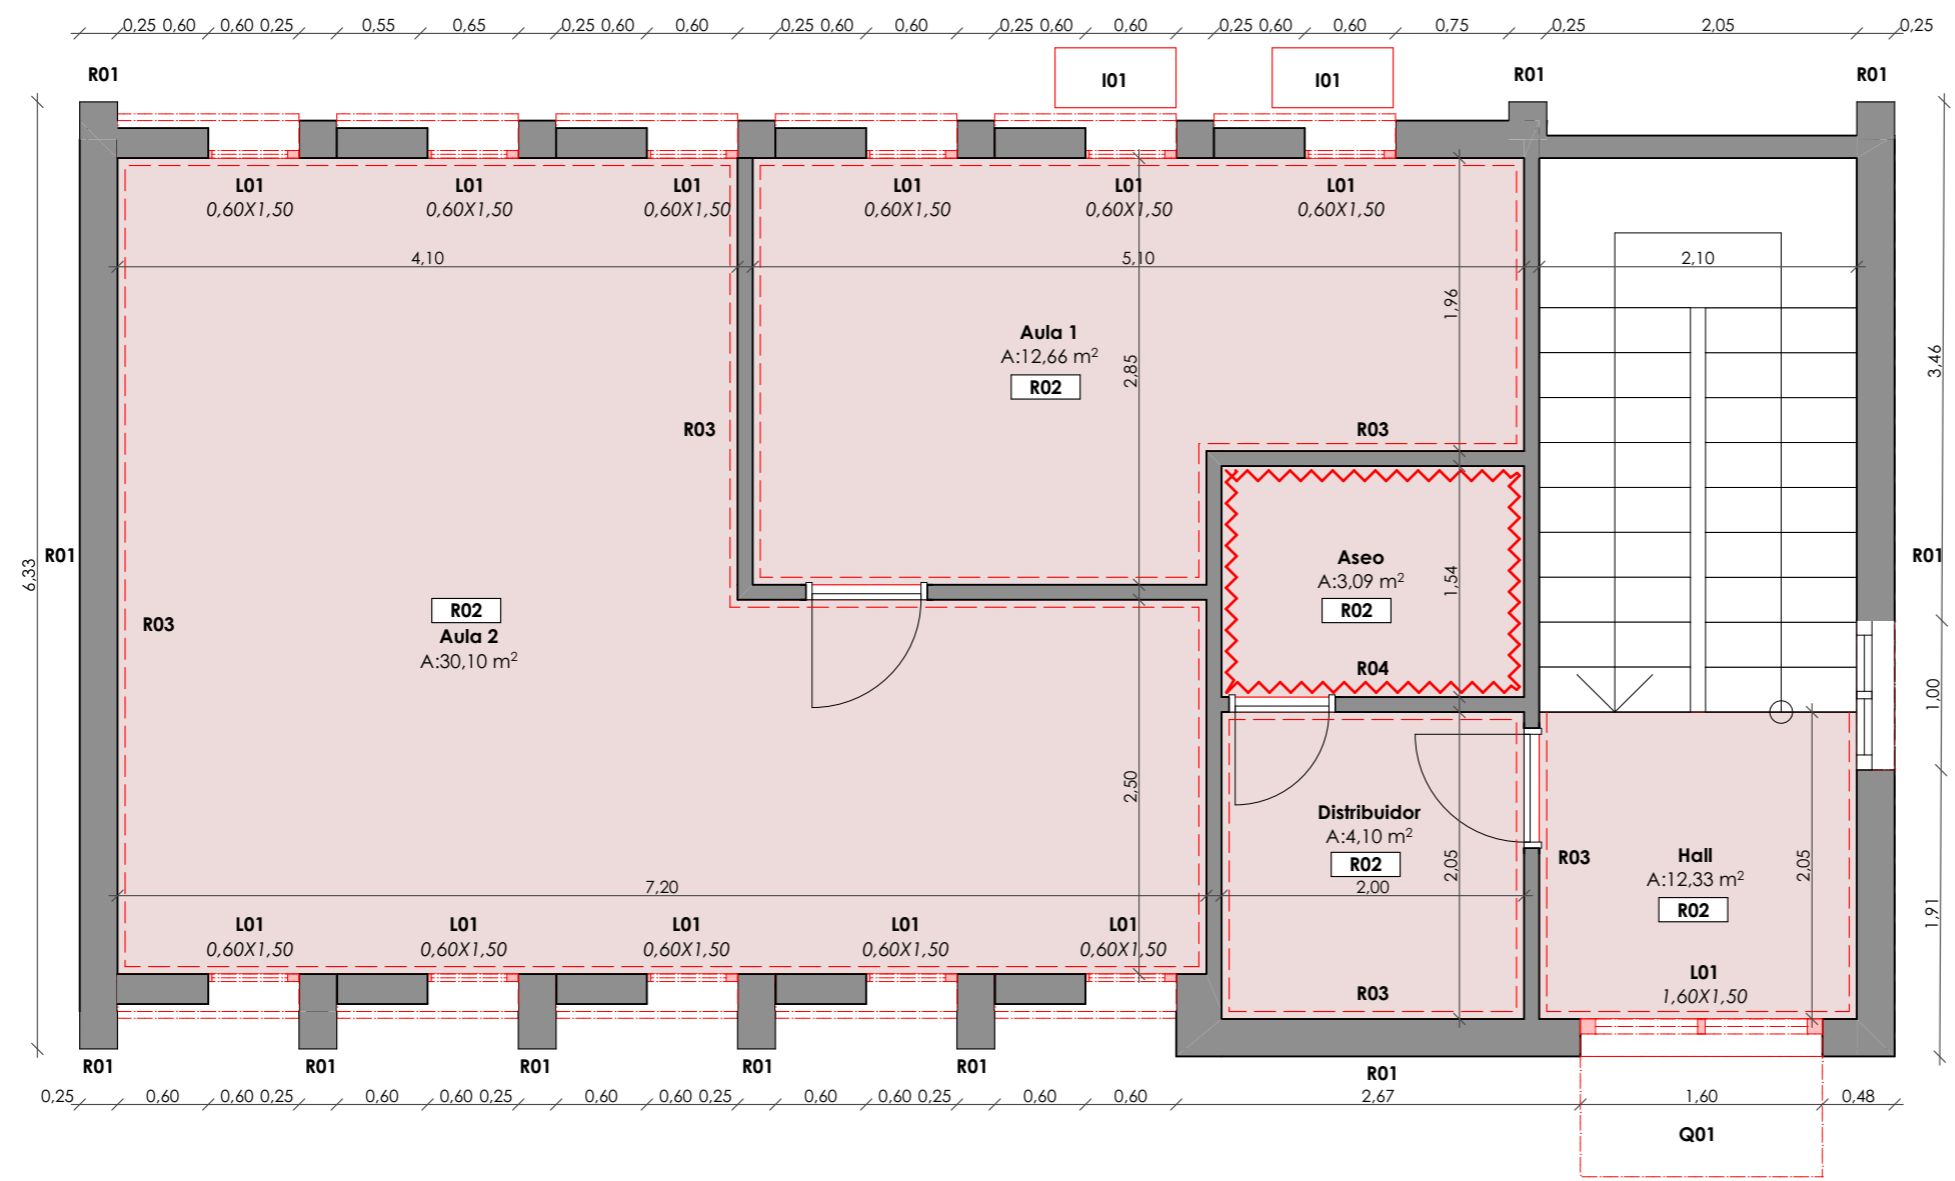 0,25 0,60 0,60 0,25 0,55 0,65 0,25 0,60 0,60 0,25 0,60 0,60 0,25 0,60 0,60 0,25 0,60 0,60 0,75 0,25 2,05 0,25
R01 I01 I01 R01 R01
L01 L01 L01 L01 L01 L01
0,60X1,50 0,60X1,50 0,60X1,50 0,60X1,50 0,60X1,50 0,60X1,50
4,10 5,10 2,10
1,96
Aula 1
A:12,66 m²
R02
2,85
3,46
R03 R03
6,33
R01 R01
Aseo
A:3,09 m²
R02
1,54
R04
R03
R02
Aula 2
A:30,10 m²
1,00
2,50
Distribuidor
A:4,10 m²
R02
2,05
R03
Hall
A:12,33 m²
R02
2,05
7,20 2,00
1,91
L01 L01 L01 L01 L01
0,60X1,50 0,60X1,50 0,60X1,50 0,60X1,50 0,60X1,50
R03
L01
1,60X1,50
R01 R01 R01 R01 R01 R01
0,25 0,60 0,60 0,25 0,60 0,60 0,25 0,60 0,60 0,25 0,60 0,60 0,25 0,60 0,60 2,67 1,60 0,48
Q01